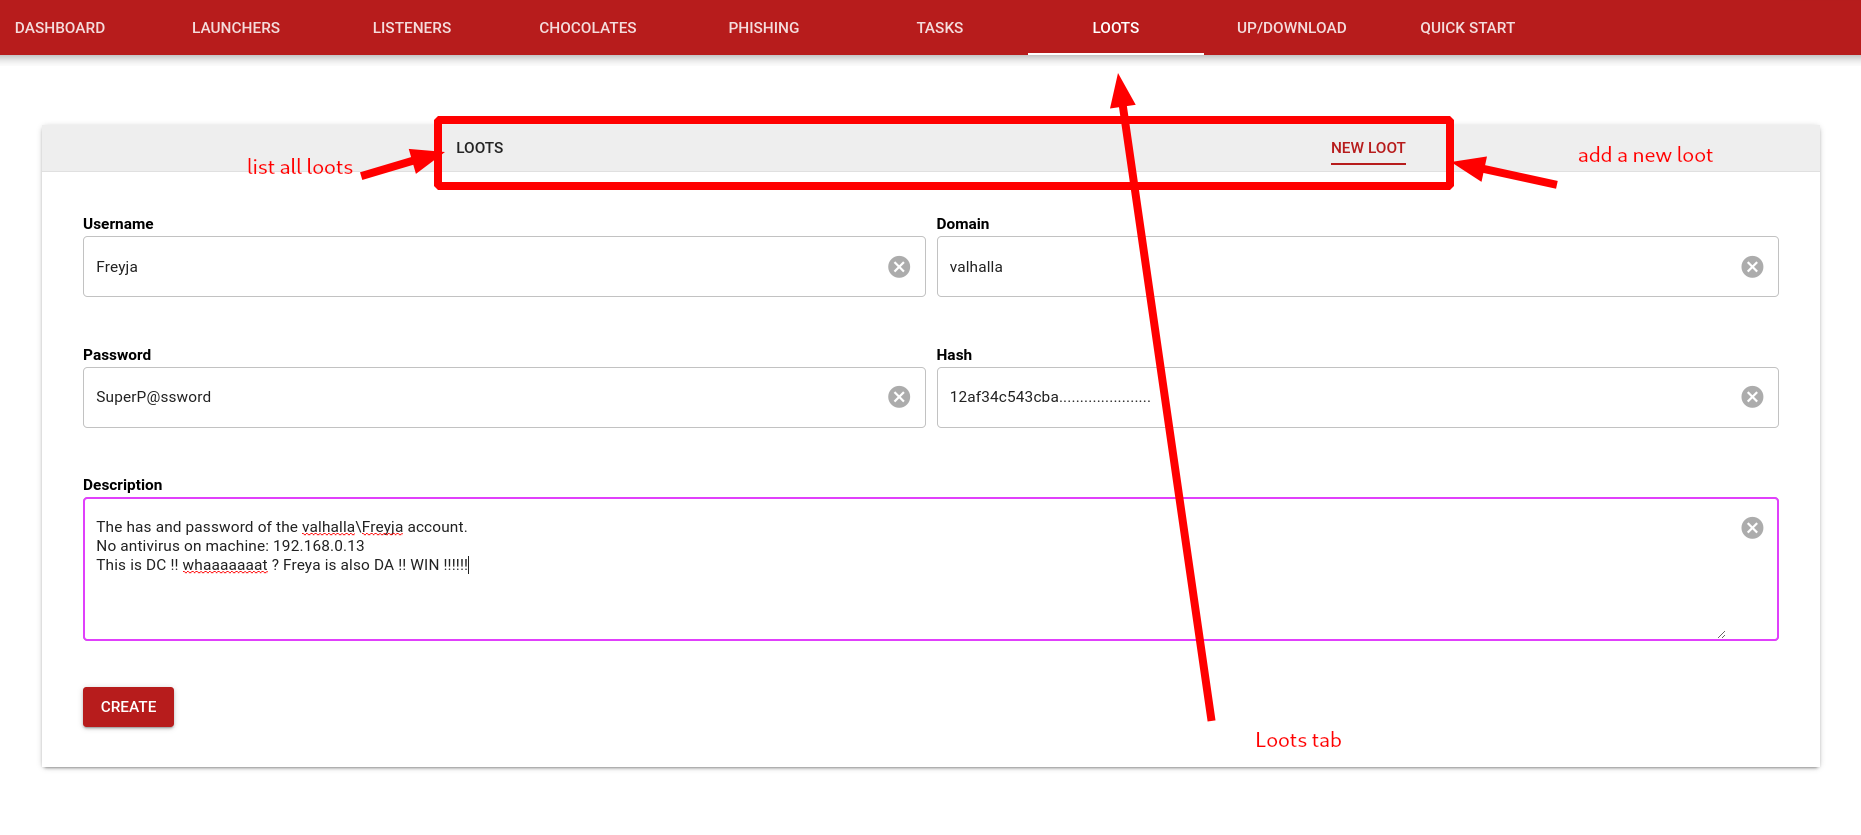 DASHBOARD LAUNCHERS LISTENERS CHOCOLATES PHISHING TASKS LOOTS UP/DOWNLOAD QUICK START
LOOTS NEW LOOT
list all loots
add a new loot
Username Domain
Freyja valhalla
Password Hash
SuperP@ssword 12af34c543cba......................
Description
The has and password of the valhalla\Freyja account.
No antivirus on machine: 192.168.0.13
This is DC !! whaaaaaaat ? Freya is also DA !! WIN !!!!!!
CREATE
Loots tab